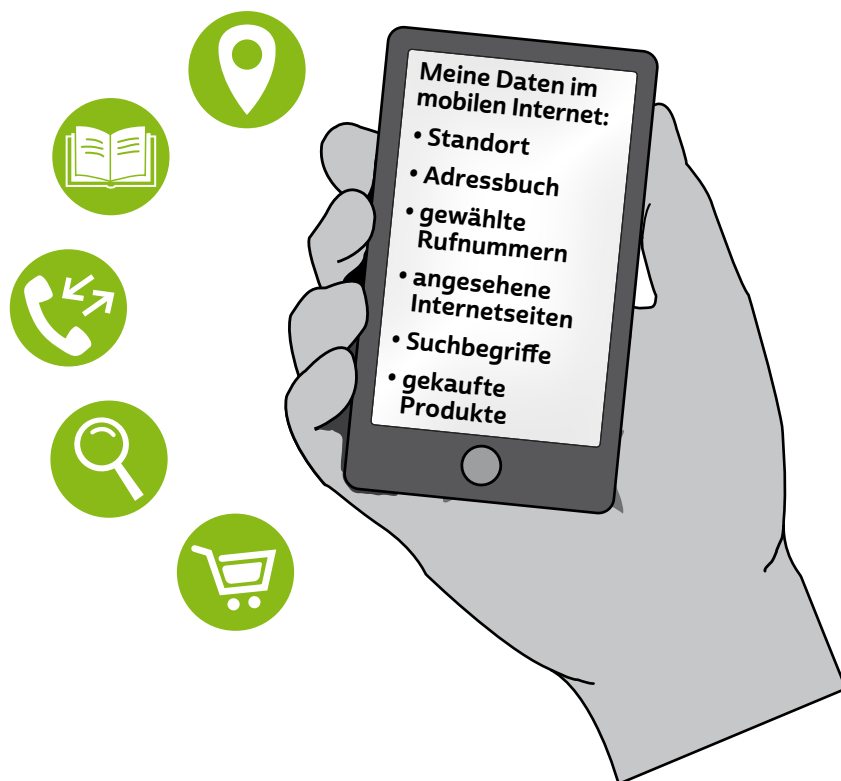 Meine Daten im
mobilen Internet:
• Standort
• Adressbuch
• gewählte
Rufnummern
• angesehene
Internetseiten
• Suchbegriffe
• gekaufte
Produkte